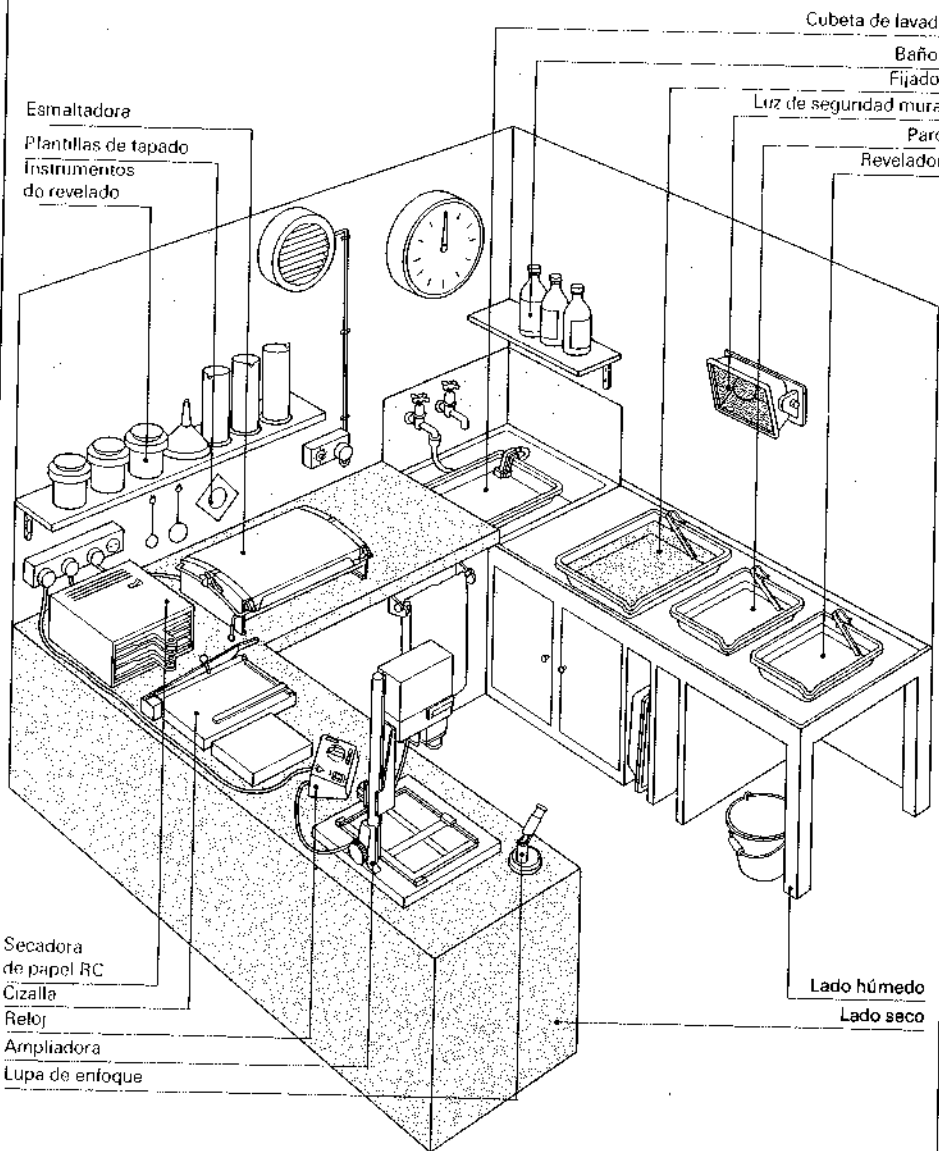 Cubeta de lavad
Baño
Fijado
Luz de seguridad mura
Paro
Revelador
Esmaltadora
Plantillas de tapado
Instrumentos
do revelado
Secadora
de papel RC
Cizalla
Reloj
Ampliadora
Lupa de enfoque
Lado húmedo
Lado seco